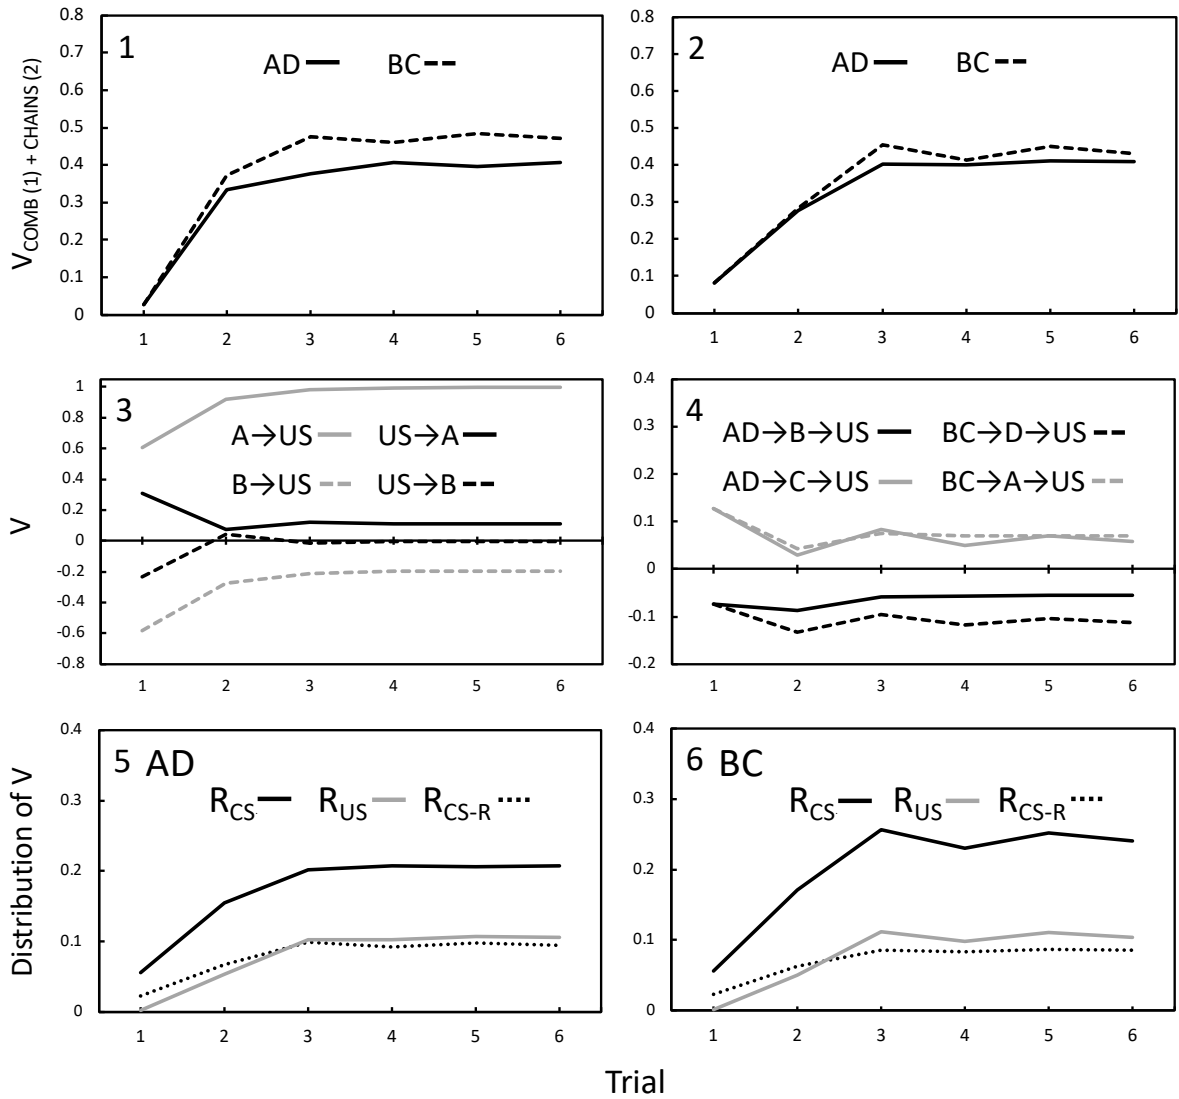 V COMB (1) + CHAINS (2)
1
AD BC
0.8
0.7
0.6
0.5
0.4
0.3
0.2
0.1
0
1 2 3 4 5 6
2
AD BC
0.8
0.7
0.6
0.5
0.4
0.3
0.2
0.1
0
1 2 3 4 5 6
V
3
A→US US→A
B→US US→B
1
0.8
0.6
0.4
0.2
0
-0.2
-0.4
-0.6
-0.8
1 2 3 4 5 6
4
AD→B→US BC→D→US
AD→C→US BC→A→US
0.4
0.3
0.2
0.1
0
-0.1
-0.2
1 2 3 4 5 6
Distribution of V
5 AD
RCS RUS RCS-R
0.4
0.3
0.2
0.1
0
1 2 3 4 5 6
6 BC
RCS RUS RCS-R
0.4
0.3
0.2
0.1
0
1 2 3 4 5 6
Trial